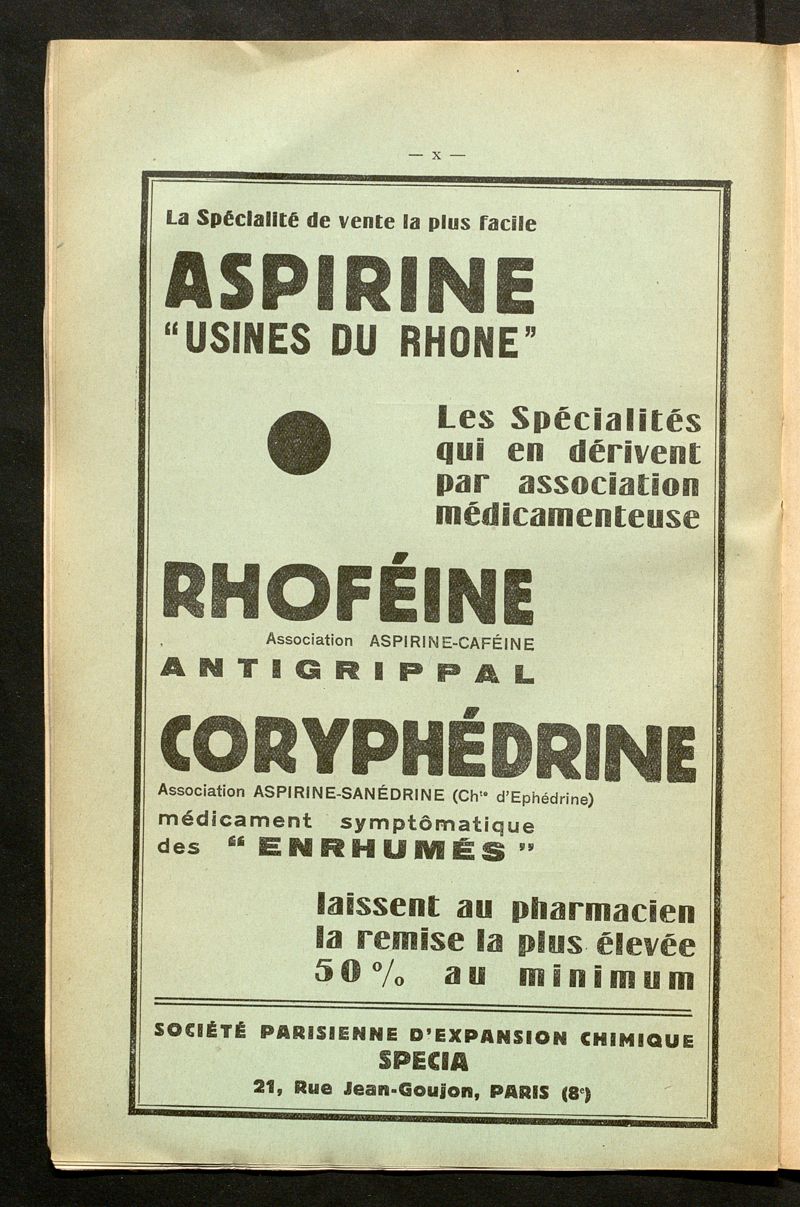 — X —
La Spécialité de vente la plus facile
ASPIRINE
“USINES DU RHONE”
Les Spécialités
qui en dérivent
par association
médicamenteuse
RHOFÉINE
Association ASPIRINE-CAFÉINE
ANTIGRIPPAL
CORYPHÉDRINE
Association ASPIRINE-SANÉDRINE (Chte d'Ephédrine)
médicament symptômatique
des “ENRHUMÉS”
laissent au pharmacien
la remise la plus élevée
50 % au minimum
SOCIÉTÉ PARISIENNE D'EXPANSION CHIMIQUE
SPECIA
21, Rue Jean-Goujon, PARIS (8e)